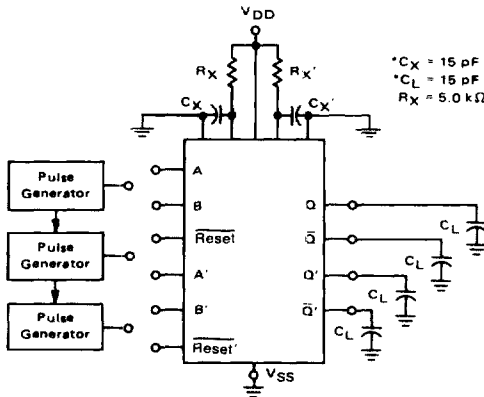 VDD
RX
RX'
CX
CX'
*CX = 15 pF
*CL = 15 pF
RX = 5.0 kΩ
Pulse
Generator
Pulse
Generator
Pulse
Generator
A
B
Reset
A'
B'
Reset'
Q
Q̅
Q'
Q̅'
CL
CL
CL
CL
VSS